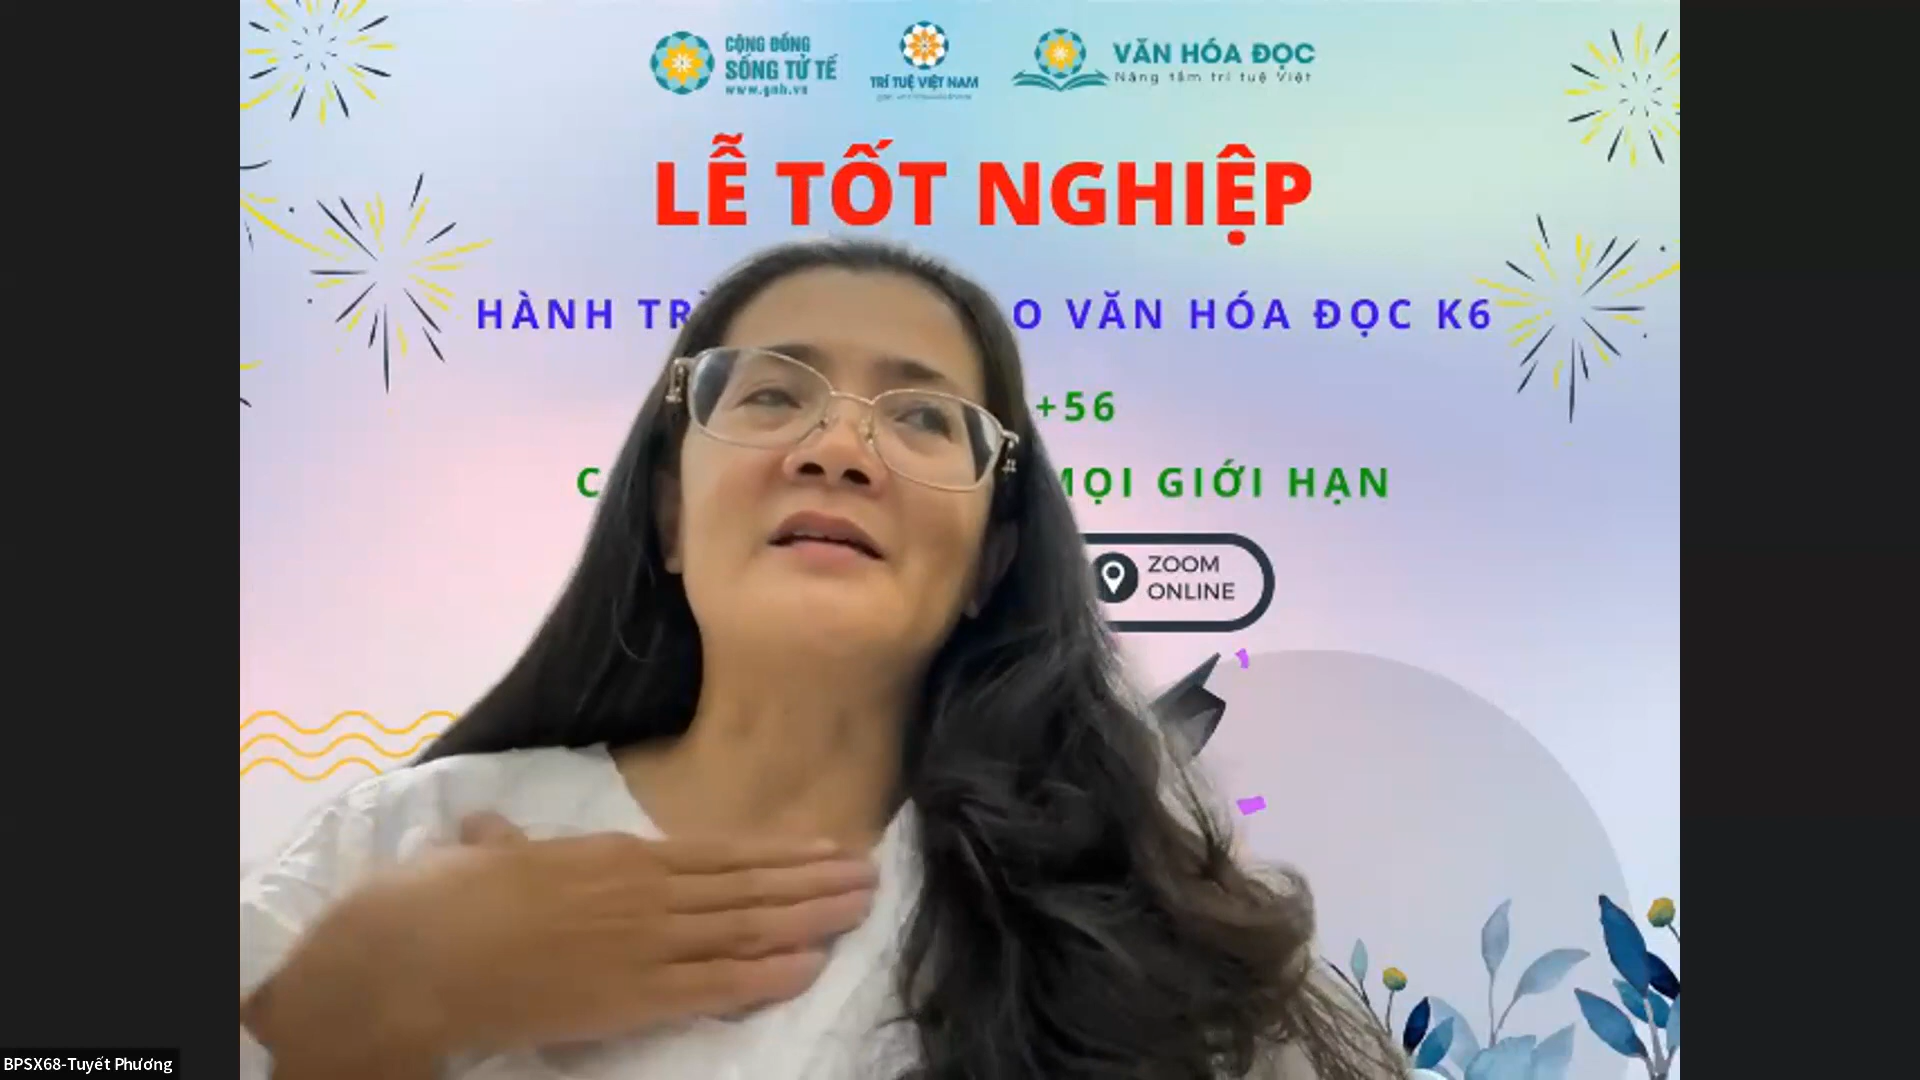 CỘNG ĐỒNG
SỐNG TỬ TẾ
www.gnh.vn
TRÍ TUỆ VIỆT NAM
VĂN HÓA ĐỌC
Nâng tầm trí tuệ Việt
LỄ TỐT NGHIỆP
HÀNH TR O VĂN HÓA ĐỌC K6
+56
C MỌI GIỚI HẠN
ZOOM
ONLINE
BPSX68-Tuyết Phương